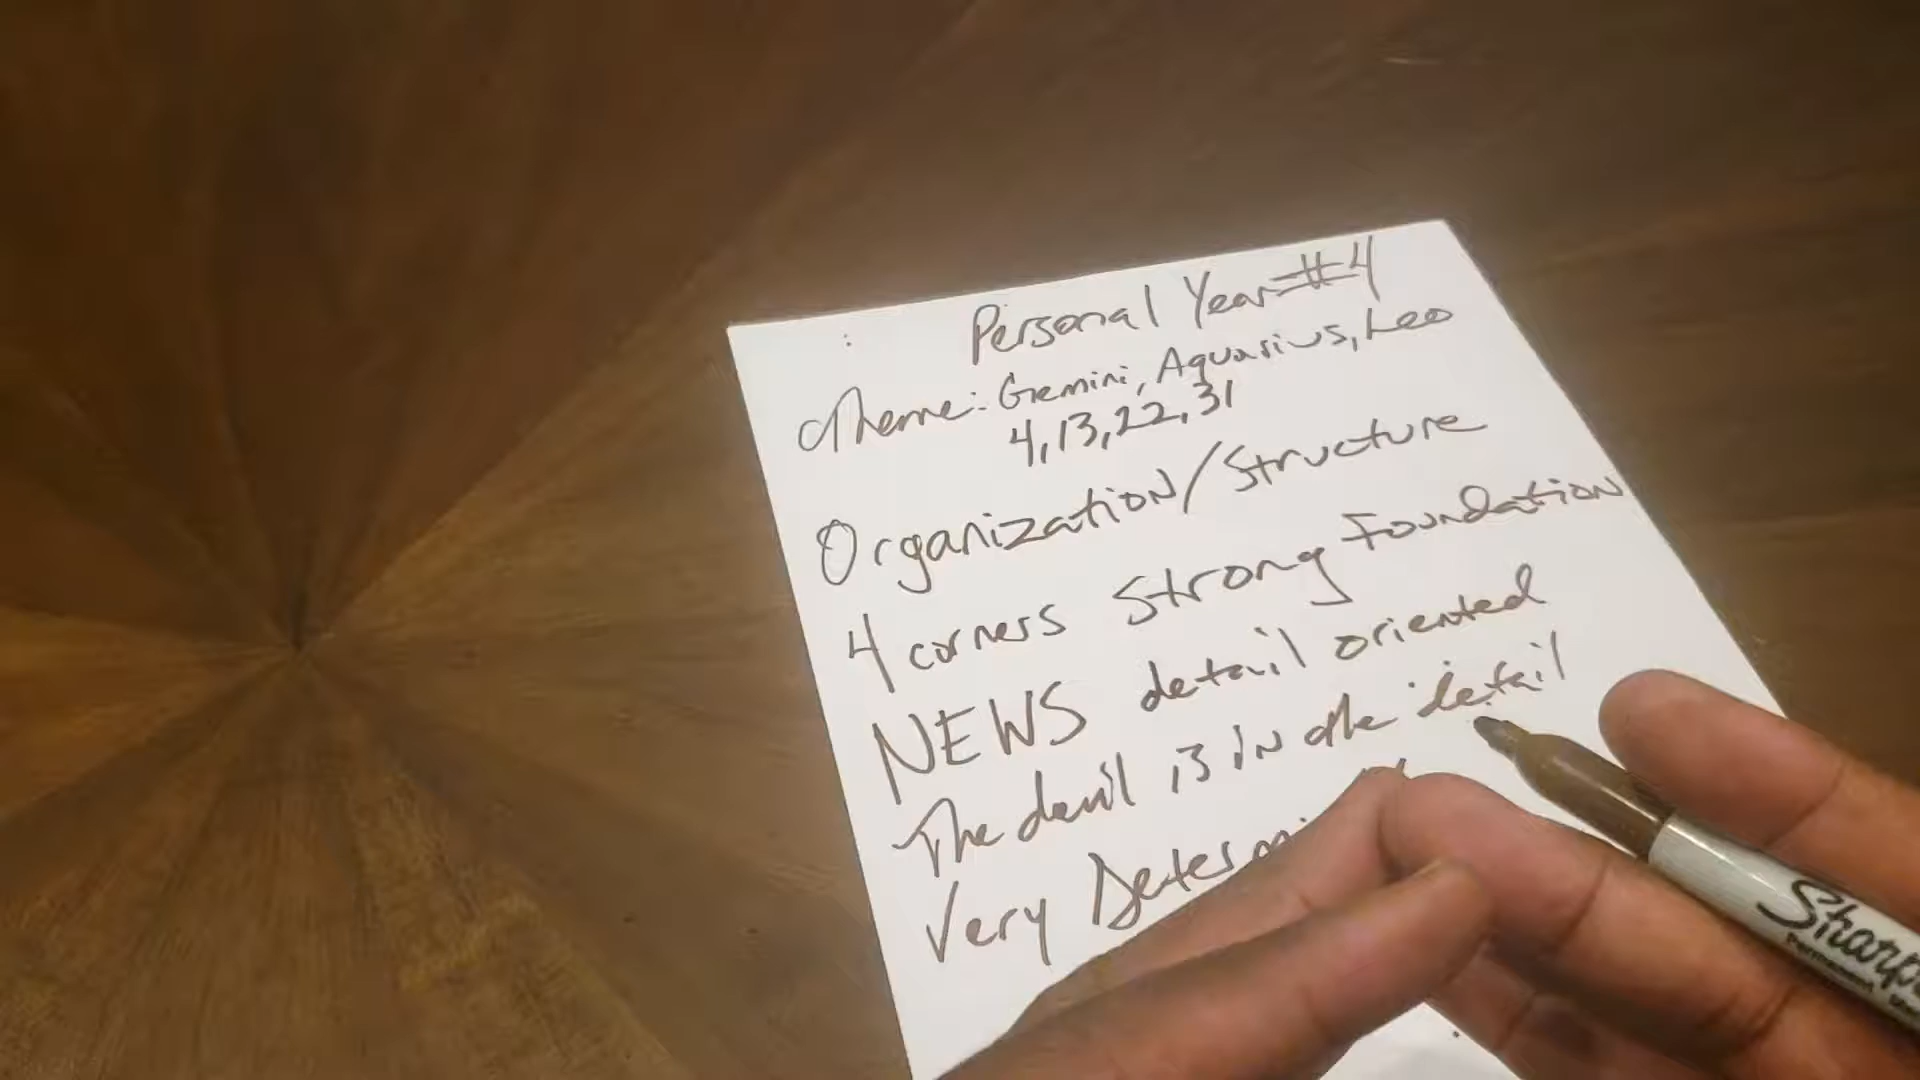 Personal Year #4
Theme: Gemini, Aquarius, Leo
4, 13, 22, 31
Organization/Structure
4 corners Strong Foundation
NEWS detail oriented
The devil is in the detail
Very
Sharpie